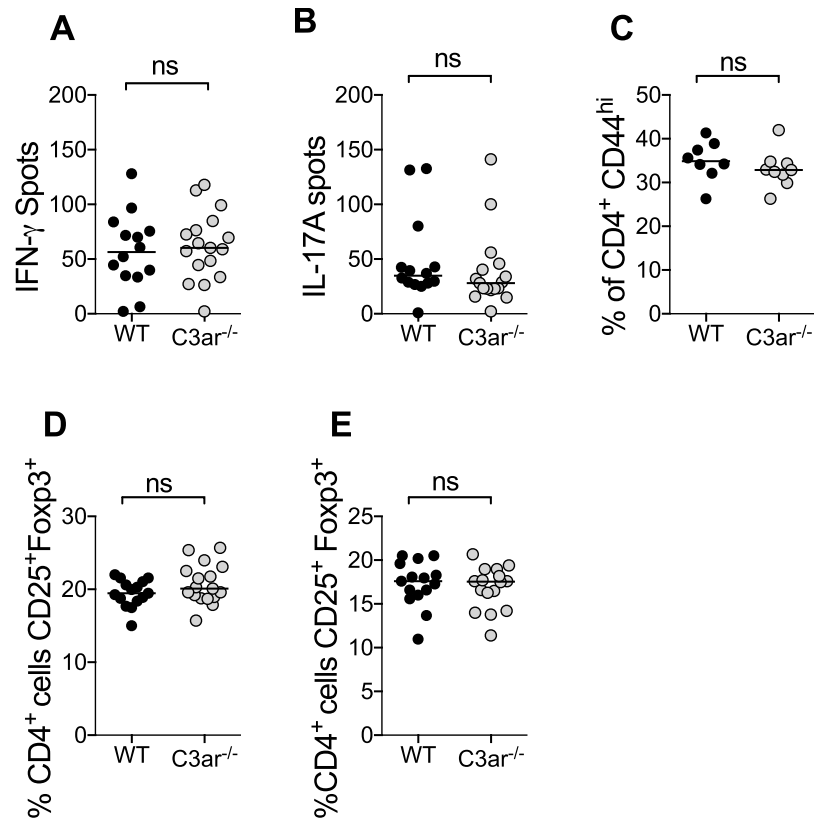 A
ns
IFN-γ Spots
200
150
100
50
0
WT
C3ar-/-
B
ns
IL-17A spots
200
150
100
50
0
WT
C3ar-/-
C
ns
% of CD4+ CD44hi
50
40
30
20
10
0
WT
C3ar-/-
D
ns
% CD4+ cells CD25+Foxp3+
30
20
10
0
WT
C3ar-/-
E
ns
%CD4+ cells CD25+ Foxp3+
25
20
15
10
5
0
WT
C3ar-/-